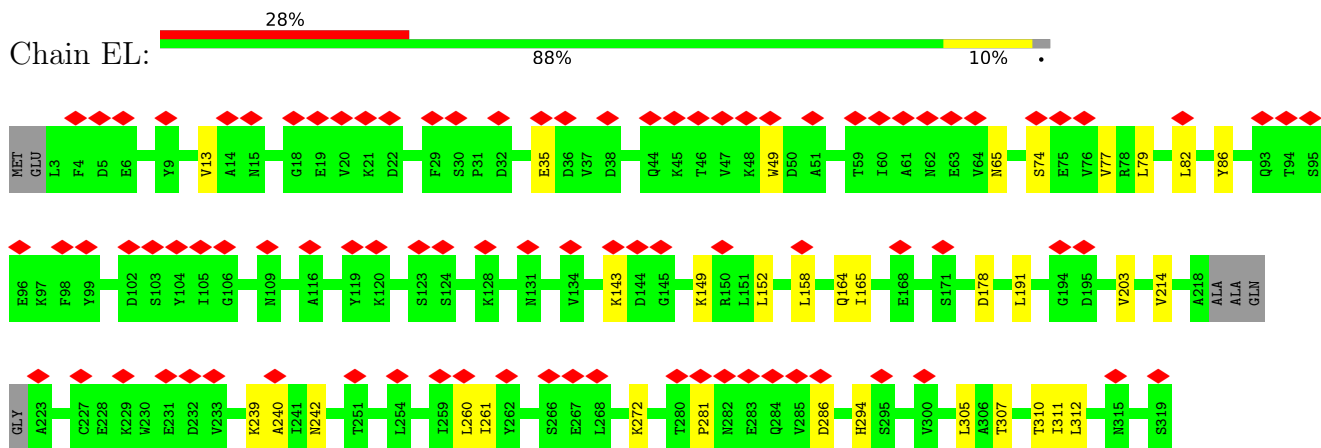 28%
Chain EL:
88% 10% •
MET GLU L3 F4 D5 E6 Y9 V13 A14 N15 G18 E19 V20 K21 D22 F29 S30 P31 D32 E35 D36 V37 D38 Q44 K45 T46 V47 K48 W49 D50 A51 T59 I60 A61 N62 E63 V64 N65 S74 E75 V76 V77 R78 L79 L82 Y86 Q93 T94 S95
E96 K97 F98 Y99 D102 S103 Y104 I105 G106 N109 A116 Y119 K120 S123 S124 K128 N131 V134 K143 D144 G145 K149 R150 L151 L152 L158 Q164 I165 E168 S171 D178 L191 G194 D195 V203 V214 A218 ALA ALA GLN
GLY A223 C227 E228 K229 W230 E231 D232 V233 K239 A240 I241 N242 T251 L254 I259 L260 I261 Y262 S266 E267 L268 K272 T280 P281 N282 E283 Q284 V285 D286 H294 S295 V300 L305 A306 T307 T310 I311 L312 N315 S319